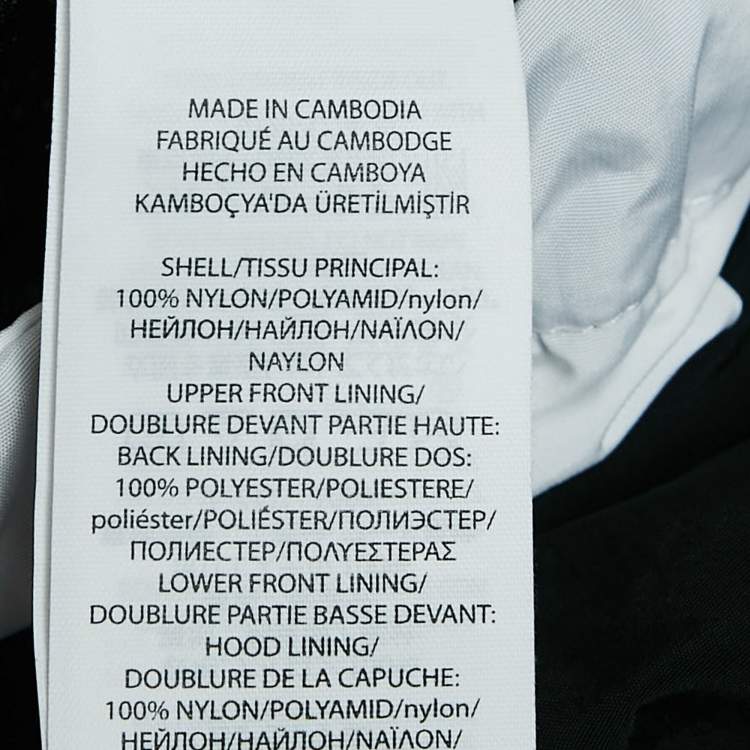 MADE IN CAMBODIA
FABRIQUÉ AU CAMBODGE
HECHO EN CAMBOYA
KAMBOÇYA'DA ÜRETİLMİŞTİR
SHELL/TISSU PRINCIPAL:
100% NYLON/POLYAMID/nylon/
НЕЙЛОН/НАЙЛОН/ΝΑΪΛΟΝ/
NAYLON
UPPER FRONT LINING/
DOUBLURE DEVANT PARTIE HAUTE:
BACK LINING/DOUBLURE DOS:
100% POLYESTER/POLIESTERE/
poliéster/POLIÉSTER/ПОЛИЭСТЕР/
ПОЛИЕСТЕР/ΠΟΛΥΕΣΤΕΡΑΣ
LOWER FRONT LINING/
DOUBLURE PARTIE BASSE DEVANT:
HOOD LINING/
DOUBLURE DE LA CAPUCHE:
100% NYLON/POLYAMID/nylon/
НЕЙЛОН/НАЙЛОН/ΝΑΪΛΟΝ/